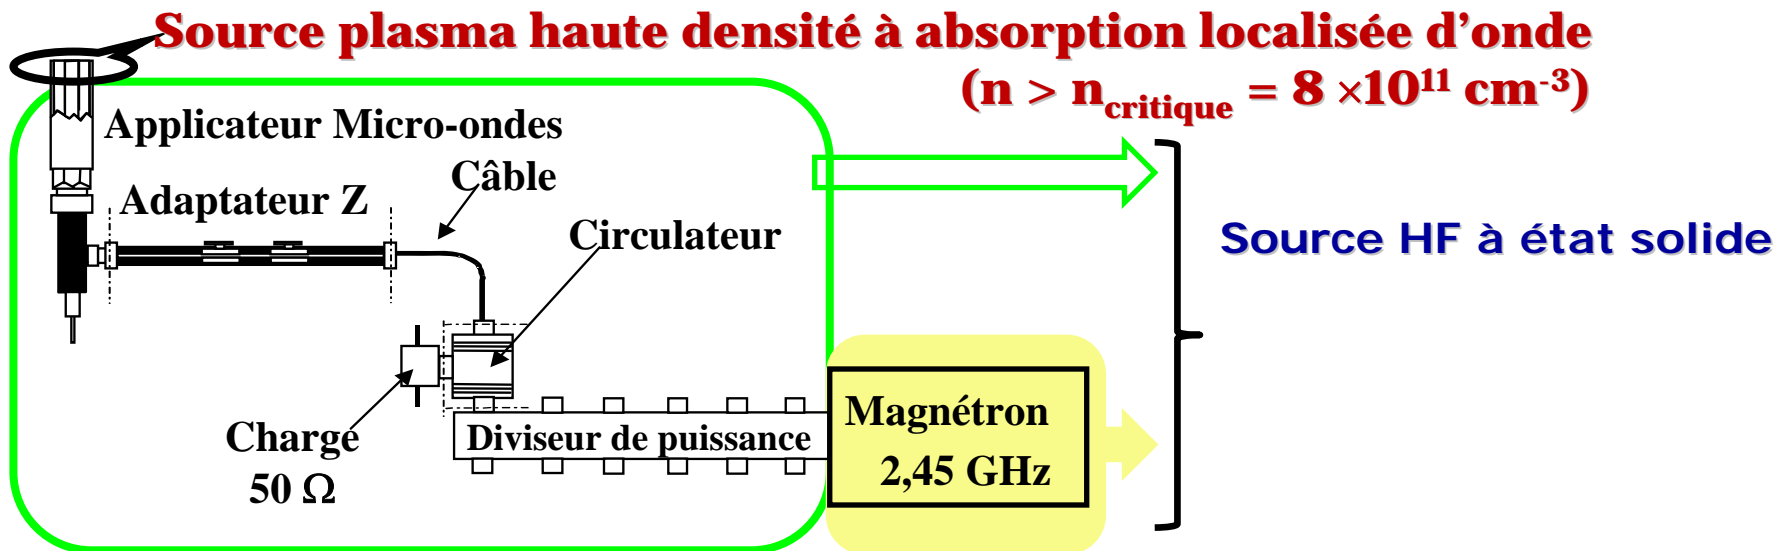 Source plasma haute densité à absorption localisée d’onde
(n > ncritique = 8 ×10¹¹ cm⁻³)
Applicateur Micro-ondes
Câble
Adaptateur Z
Circulateur
Source HF à état solide
Charge
50 Ω
Diviseur de puissance
Magnétron
2,45 GHz